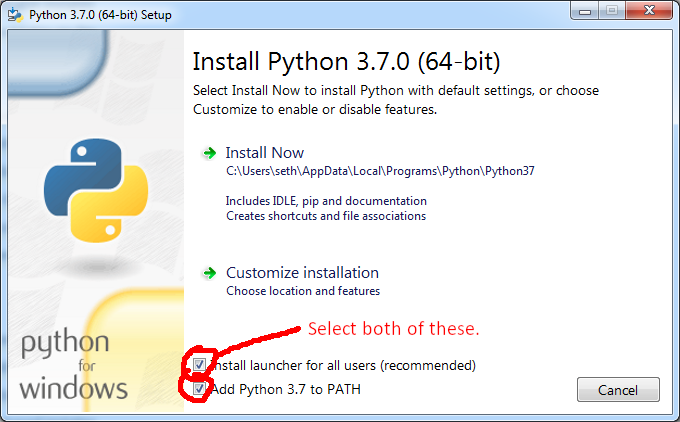 Python 3.7.0 (64-bit) Setup
Install Python 3.7.0 (64-bit)
Select Install Now to install Python with default settings, or choose
Customize to enable or disable features.
Install Now
C:\Users\seth\AppData\Local\Programs\Python\Python37
Includes IDLE, pip and documentation
Creates shortcuts and file associations
Customize installation
Choose location and features
Select both of these.
Install launcher for all users (recommended)
Add Python 3.7 to PATH
python
for
windows
Cancel